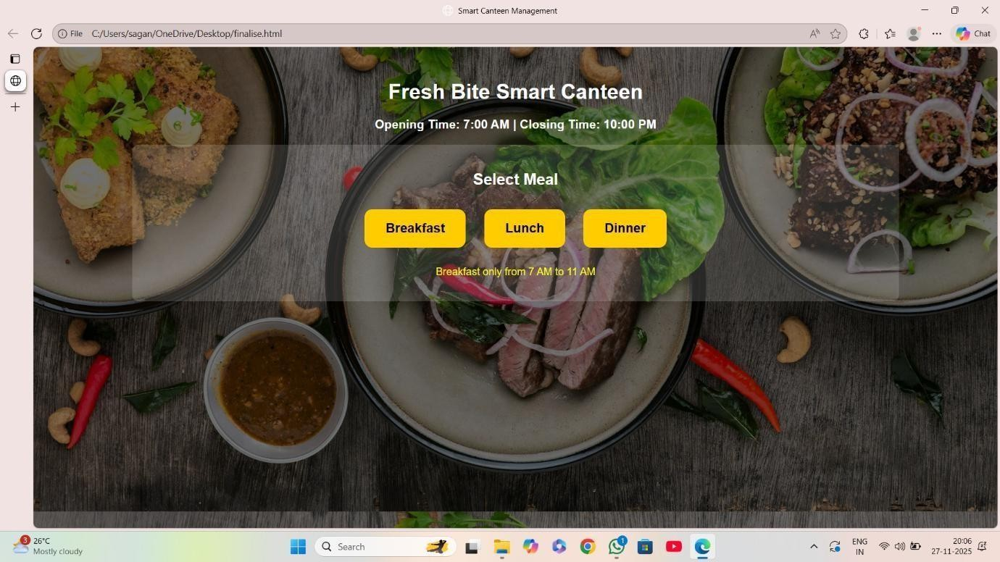 Smart Canteen Management
File C:/Users/sagan/OneDrive/Desktop/finalise.html
Chat
Fresh Bite Smart Canteen
Opening Time: 7:00 AM | Closing Time: 10:00 PM
Select Meal
Breakfast Lunch Dinner
Breakfast only from 7 AM to 11 AM
3 26°C
Mostly cloudy
Search
1
ENG
IN
20:06
27-11-2025